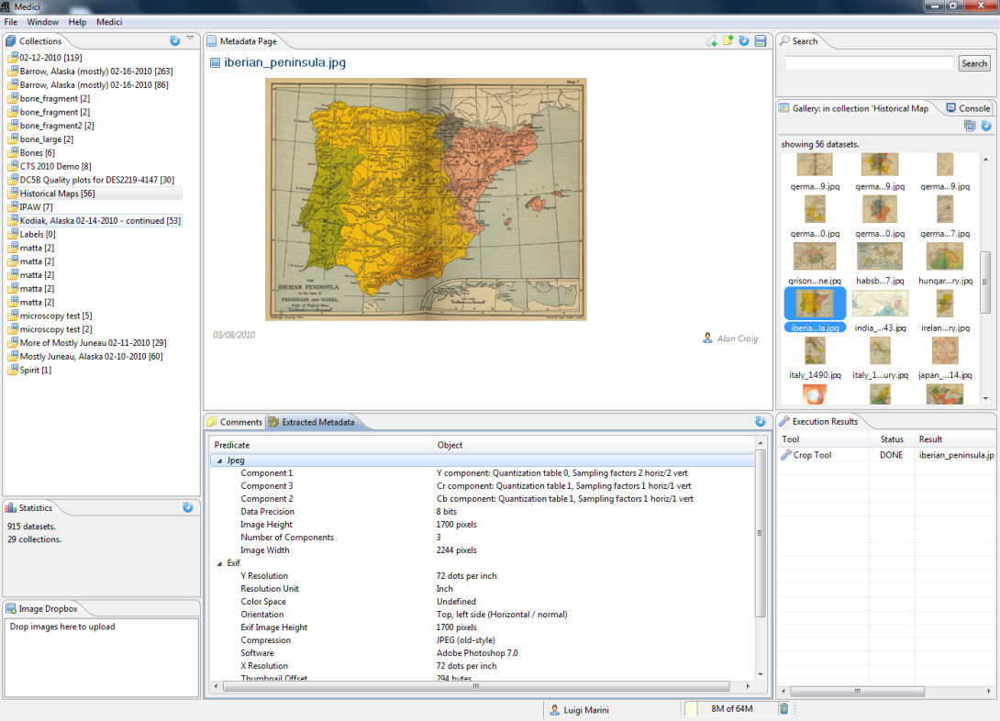 Medici
File Window Help Medici
Collections
02-12-2010 [119]
Barrow, Alaska (mostly) 02-16-2010 [263]
Barrow, Alaska (mostly) 02-16-2010 [86]
bone_fragment [2]
bone_fragment [2]
bone_fragment2 [2]
bone_large [2]
Bones [6]
CTS 2010 Demo [8]
DC5B Quality plots for DES2219-4147 [30]
Historical Maps [56]
IPAW [7]
Kodiak, Alaska 02-14-2010 - continued [53]
Labels [0]
matta [2]
matta [2]
matta [2]
matta [2]
matta [2]
microscopy test [5]
microscopy test [2]
More of Mostly Juneau 02-11-2010 [29]
Mostly Juneau, Alaska 02-10-2010 [60]
Spirit [1]
Statistics
915 datasets.
29 collections.
Image Dropbox
Drop images here to upload
Metadata Page
iberian_peninsula.jpg
Map 7
THE
IBERIAN PENINSULA
in the time of
FERDINAND AND ISABEL
03/08/2010
Alan Craig
Comments Extracted Metadata
Predicate Object
Jpeg
Component 1 Y component: Quantization table 0, Sampling factors 2 horiz/2 vert
Component 3 Cr component: Quantization table 1, Sampling factors 1 horiz/1 vert
Component 2 Cb component: Quantization table 1, Sampling factors 1 horiz/1 vert
Data Precision 8 bits
Image Height 1700 pixels
Number of Components 3
Image Width 2244 pixels
Exif
Y Resolution 72 dots per inch
Resolution Unit Inch
Color Space Undefined
Orientation Top, left side (Horizontal / normal)
Exif Image Height 1700 pixels
Compression JPEG (old-style)
Software Adobe Photoshop 7.0
X Resolution 72 dots per inch
Thumbnail Offset 294 bytes
Search
Search
Gallery: in collection 'Historical Map
Console
showing 56 datasets.
germa...9.jpg germa...9.jpg germa...9.jpg
germa...0.jpg germa...0.jpg germa...7.jpg
grison...ne.jpg habsb...7.jpg hungar...ry.jpg
iberia...la.jpg india_...43.jpg irelan...ry.jpg
italy_1490.jpg italy_1...ury.jpg japan_...14.jpg
Execution Results
Tool Status Result
Crop Tool DONE iberian_peninsula.jp
Luigi Marini
8M of 64M